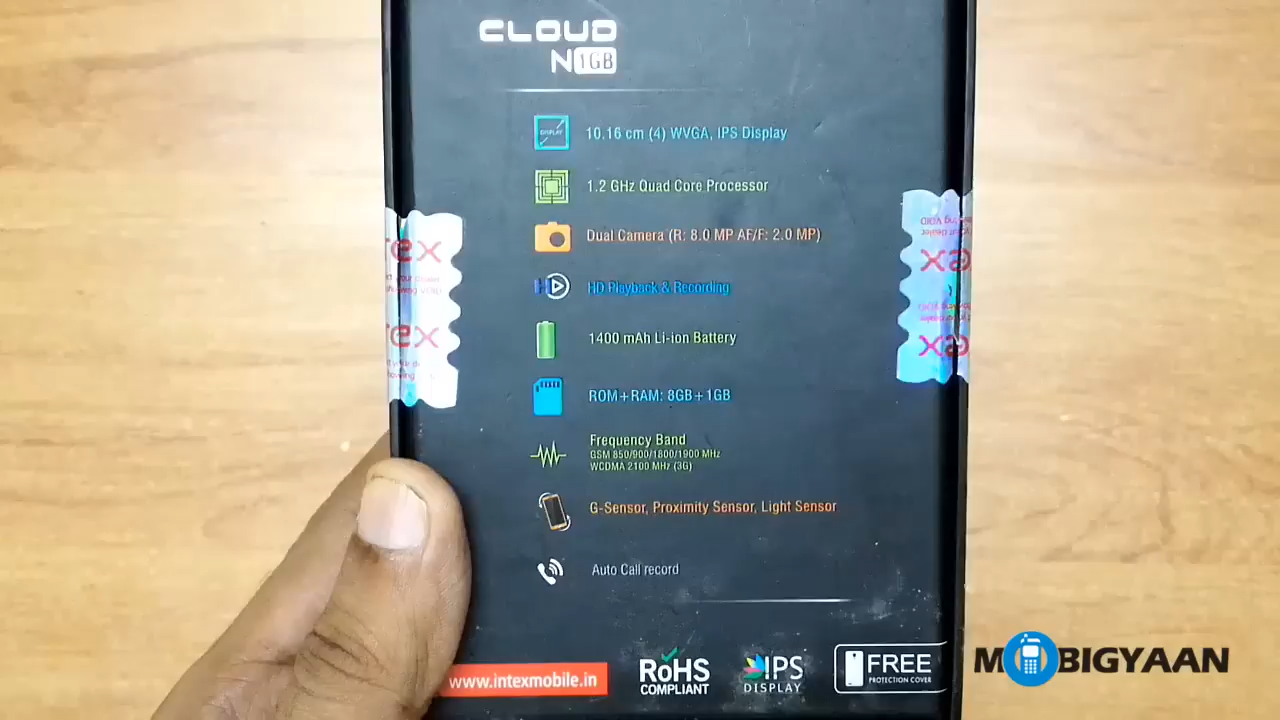 CLOUD
N 1GB
DISPLAY
10.16 cm (4) WVGA, IPS Display
1.2 GHz Quad Core Processor
Dual Camera (R: 8.0 MP AF/F: 2.0 MP)
HD Playback & Recording
1400 mAh Li-ion Battery
ROM+RAM: 8GB+1GB
Frequency Band
GSM 850/900/1800/1900 MHz
WCDMA 2100 MHz (3G)
G-Sensor, Proximity Sensor, Light Sensor
Auto Call record
www.intexmobile.in
RoHS
COMPLIANT
IPS
DISPLAY
FREE
PROTECTION COVER
MOBIGYAAN